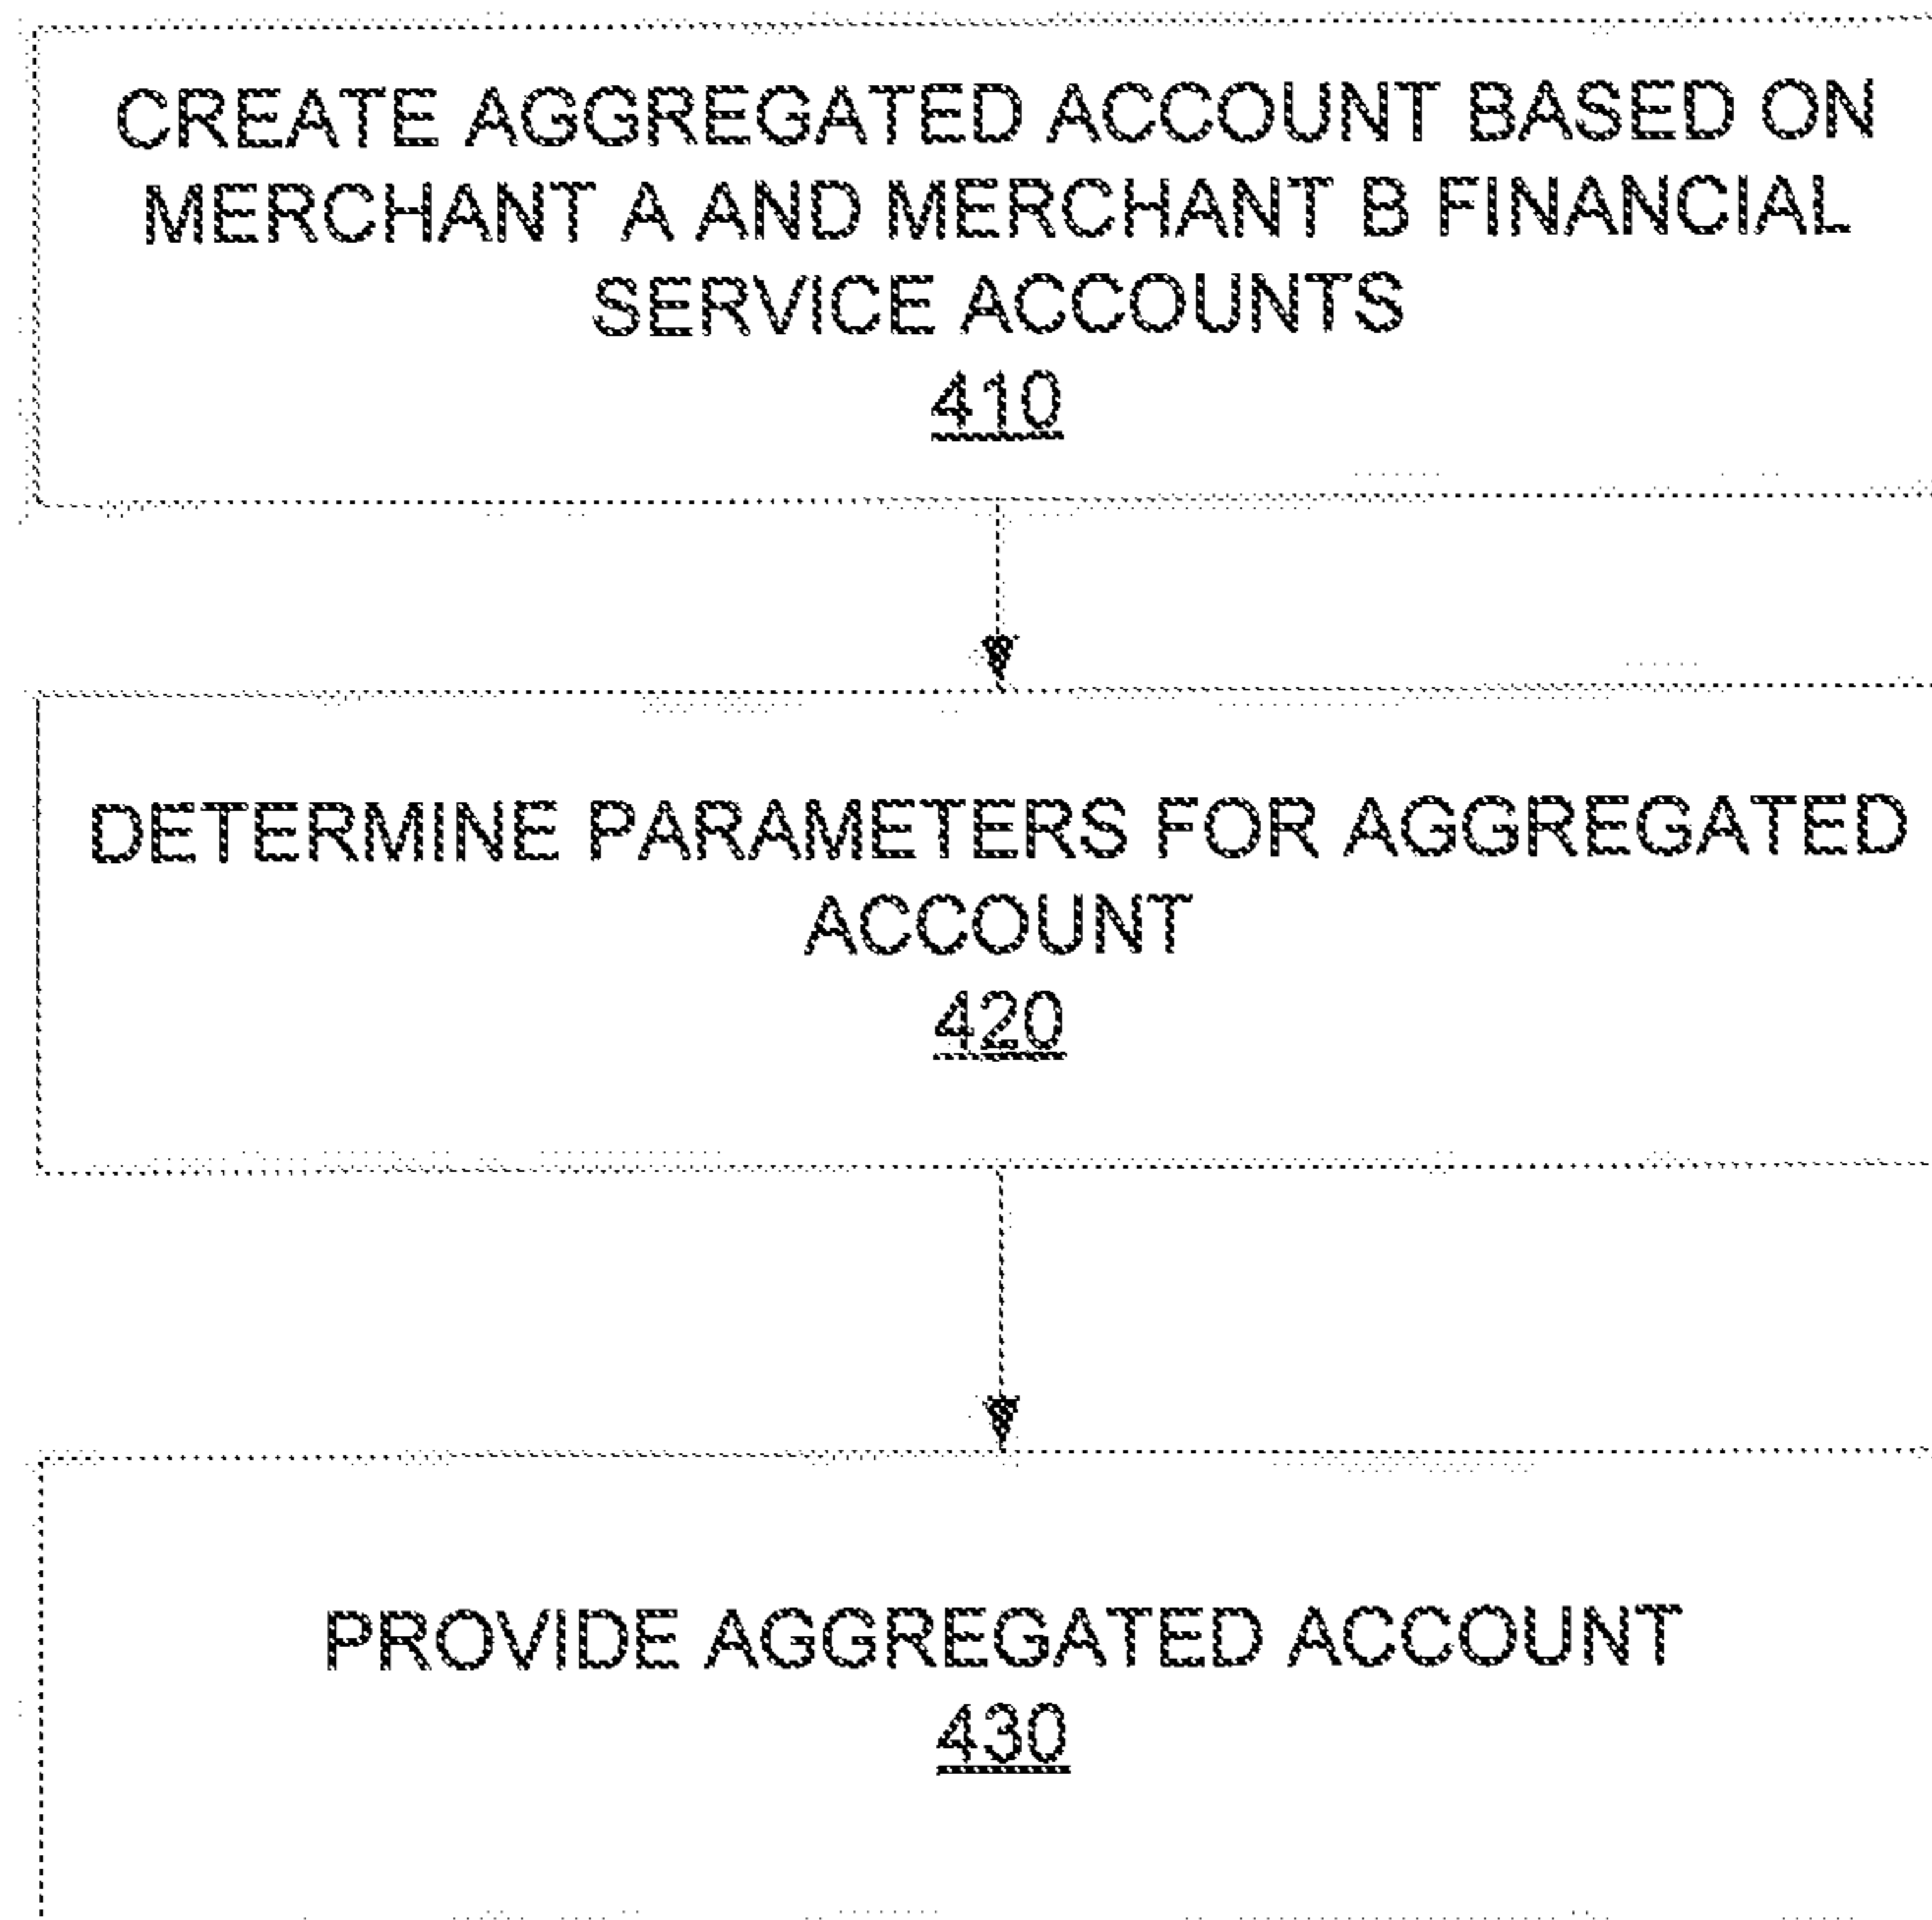 CREATE AGGREGATED ACCOUNT BASED ON
MERCHANT A AND MERCHANT B FINANCIAL
SERVICE ACCOUNTS
410
DETERMINE PARAMETERS FOR AGGREGATED
ACCOUNT
420
PROVIDE AGGREGATED ACCOUNT
430